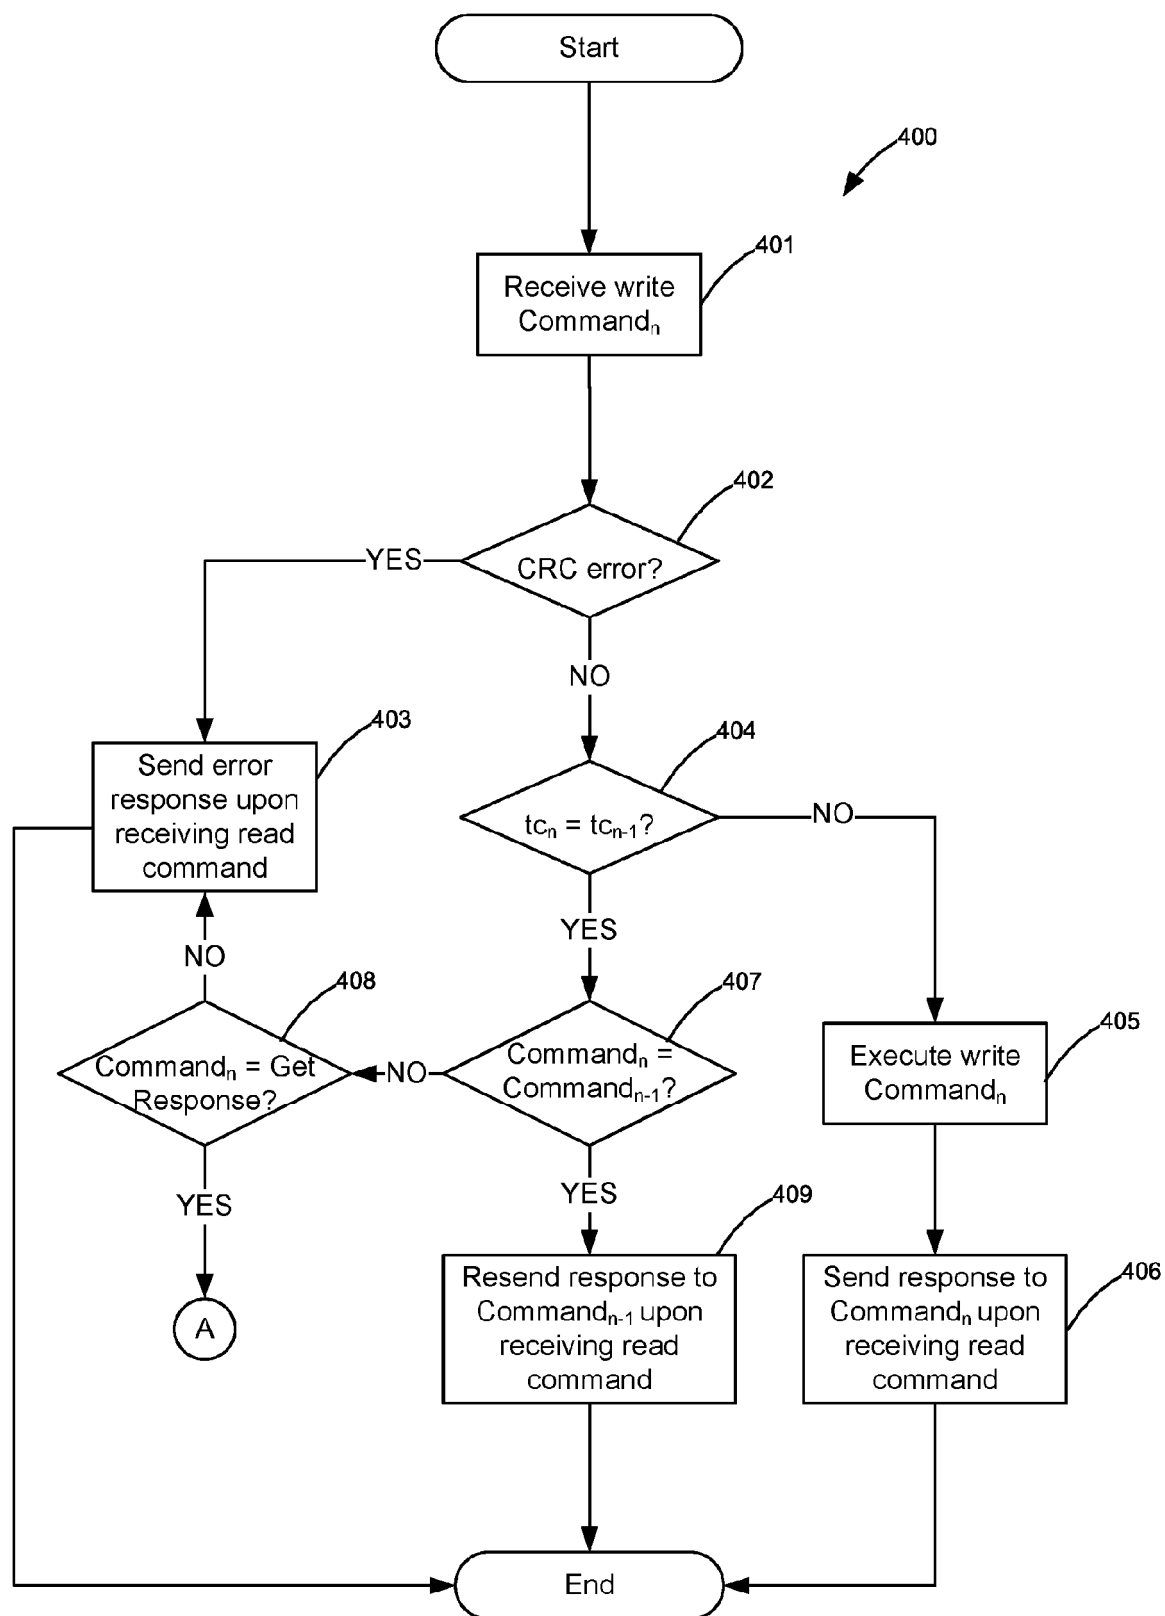 Start
400
401
Receive write
Commandₙ
402
CRC error?
YES
NO
403
Send error
response upon
receiving read
command
404
tcₙ = tcₙ₋₁?
NO
YES
NO
408
Commandₙ = Get
Response?
NO
407
Commandₙ =
Commandₙ₋₁?
405
Execute write
Commandₙ
YES
YES
409
Resend response to
Commandₙ₋₁ upon
receiving read
command
406
Send response to
Commandₙ upon
receiving read
command
A
End